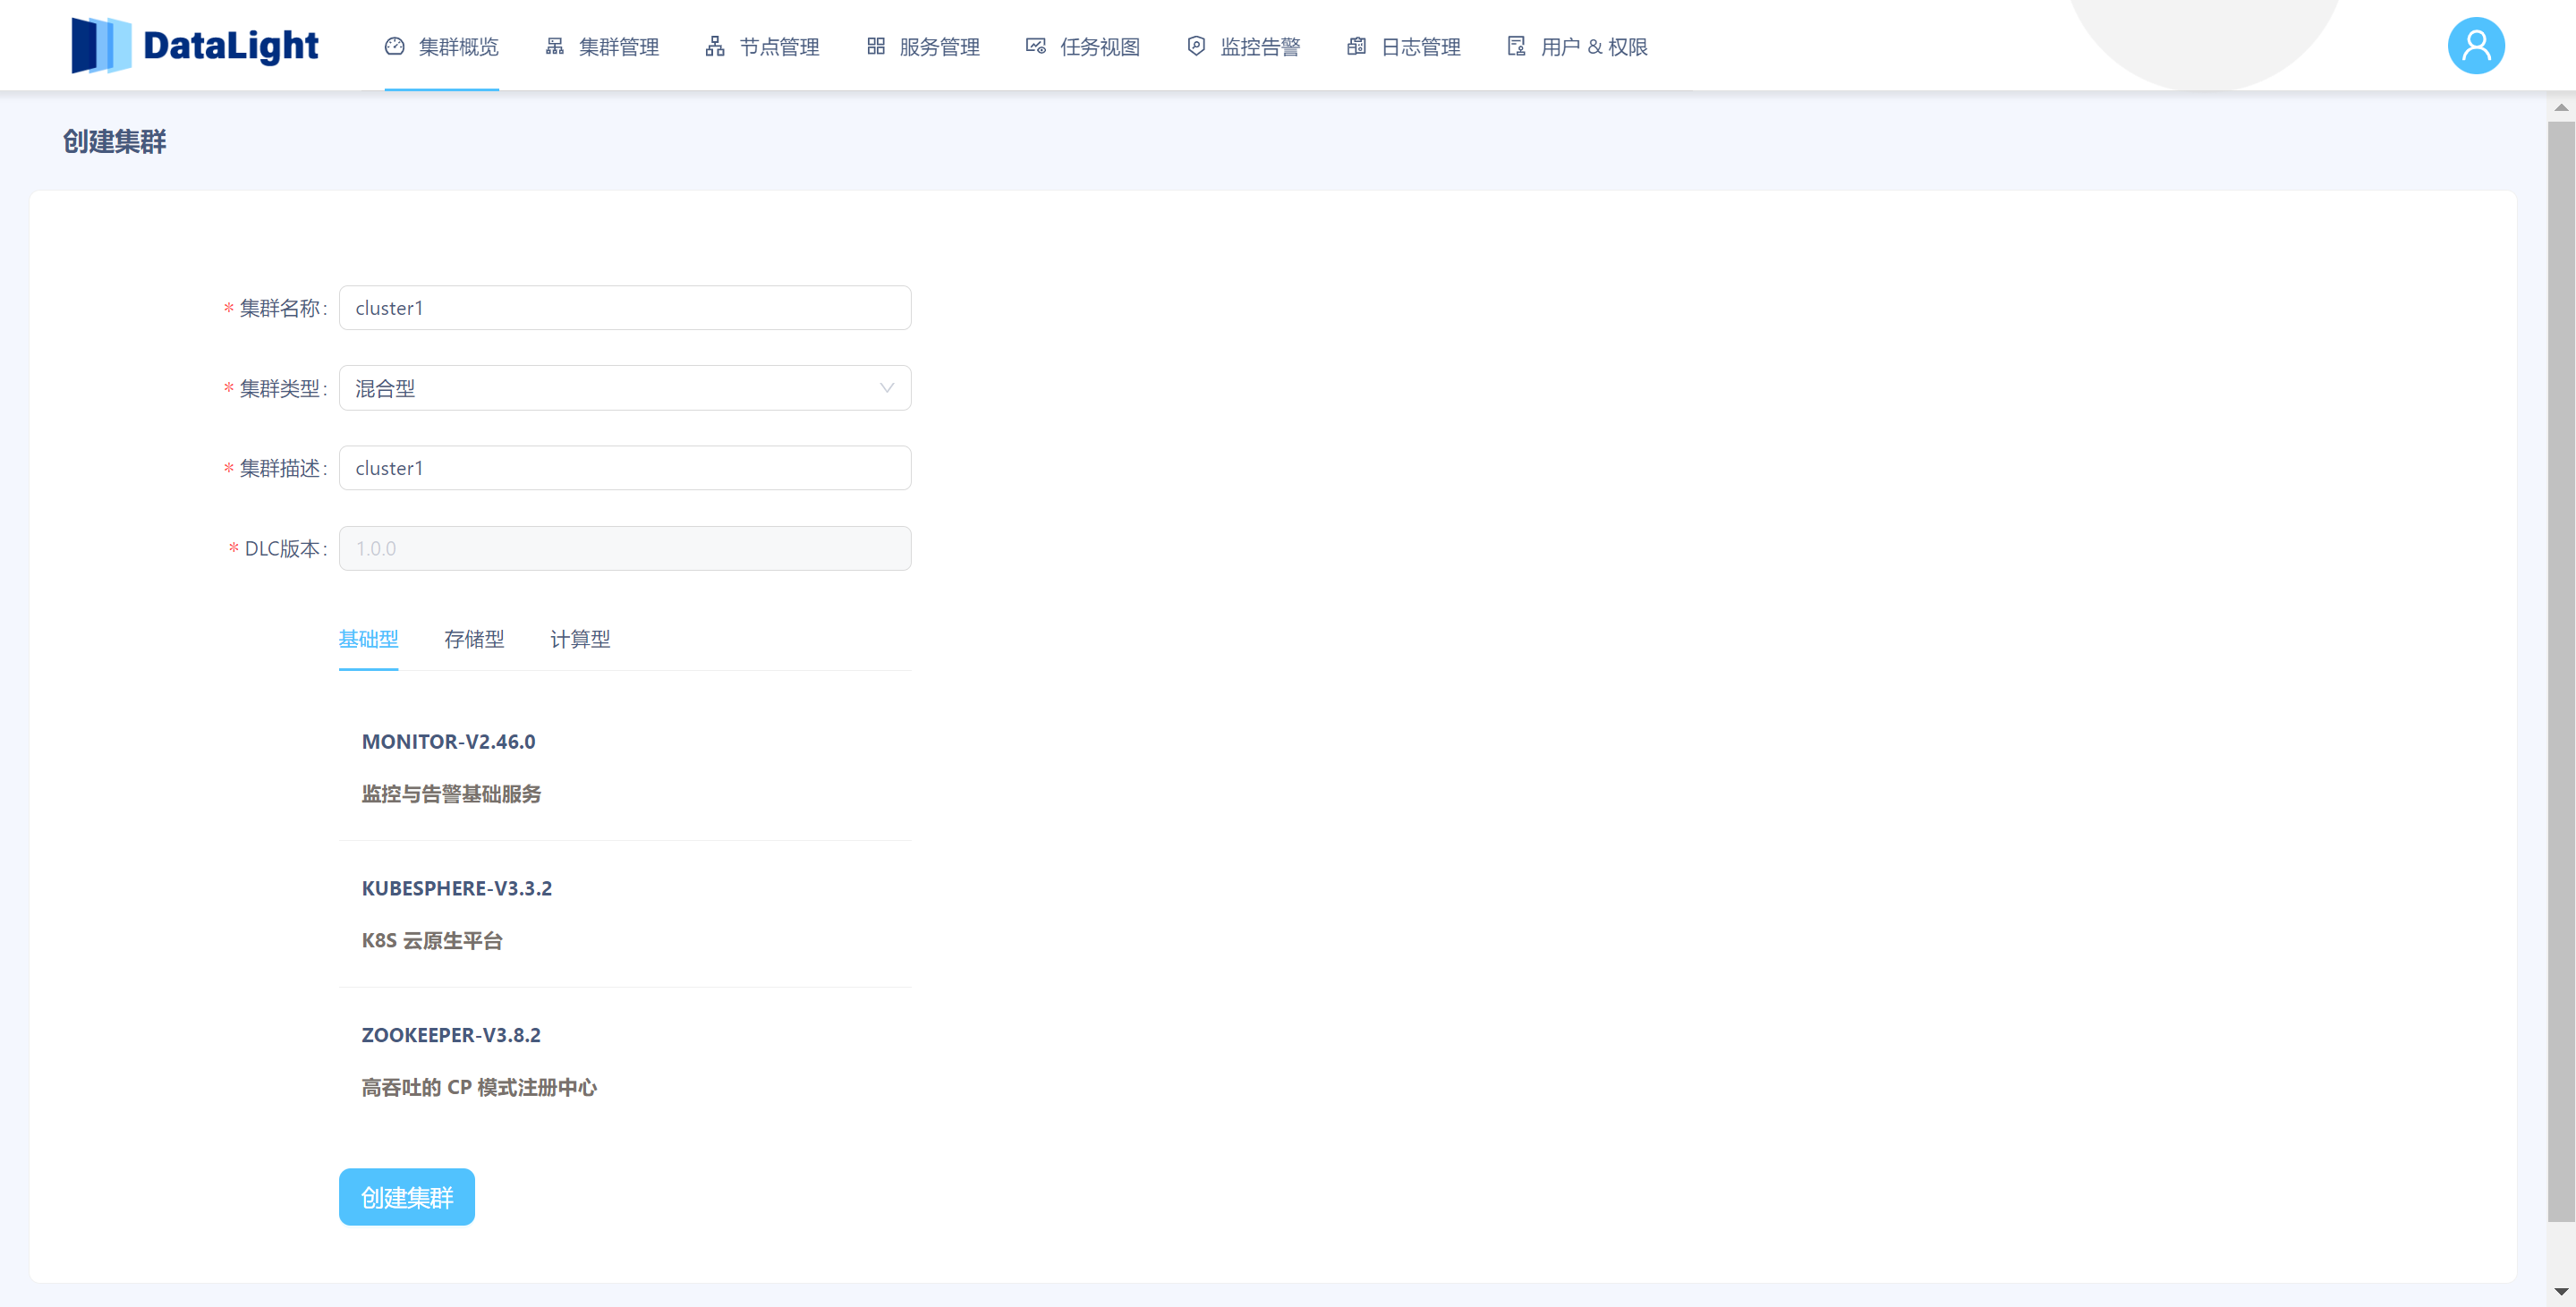 DataLight
集群概览
集群管理
节点管理
服务管理
任务视图
监控告警
日志管理
用户 & 权限
创建集群
* 集群名称: cluster1
* 集群类型: 混合型
* 集群描述: cluster1
* DLC版本: 1.0.0
基础型 存储型 计算型
MONITOR-V2.46.0
监控与告警基础服务
KUBESPHERE-V3.3.2
K8S 云原生平台
ZOOKEEPER-V3.8.2
高吞吐的 CP 模式注册中心
创建集群